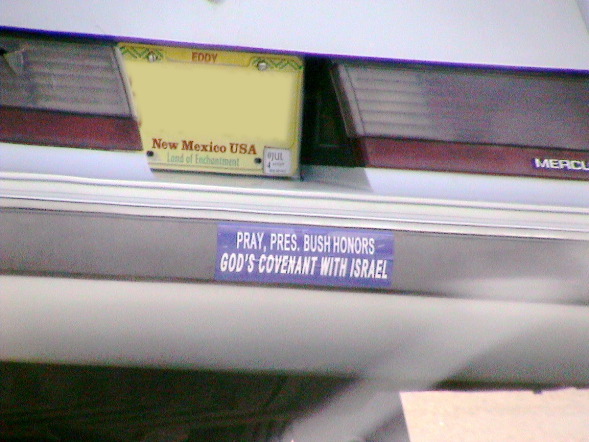 EDDY
New Mexico USA
Land of Enchantment
JUL
MERCU
PRAY, PRES. BUSH HONORS
GOD'S COVENANT WITH ISRAEL